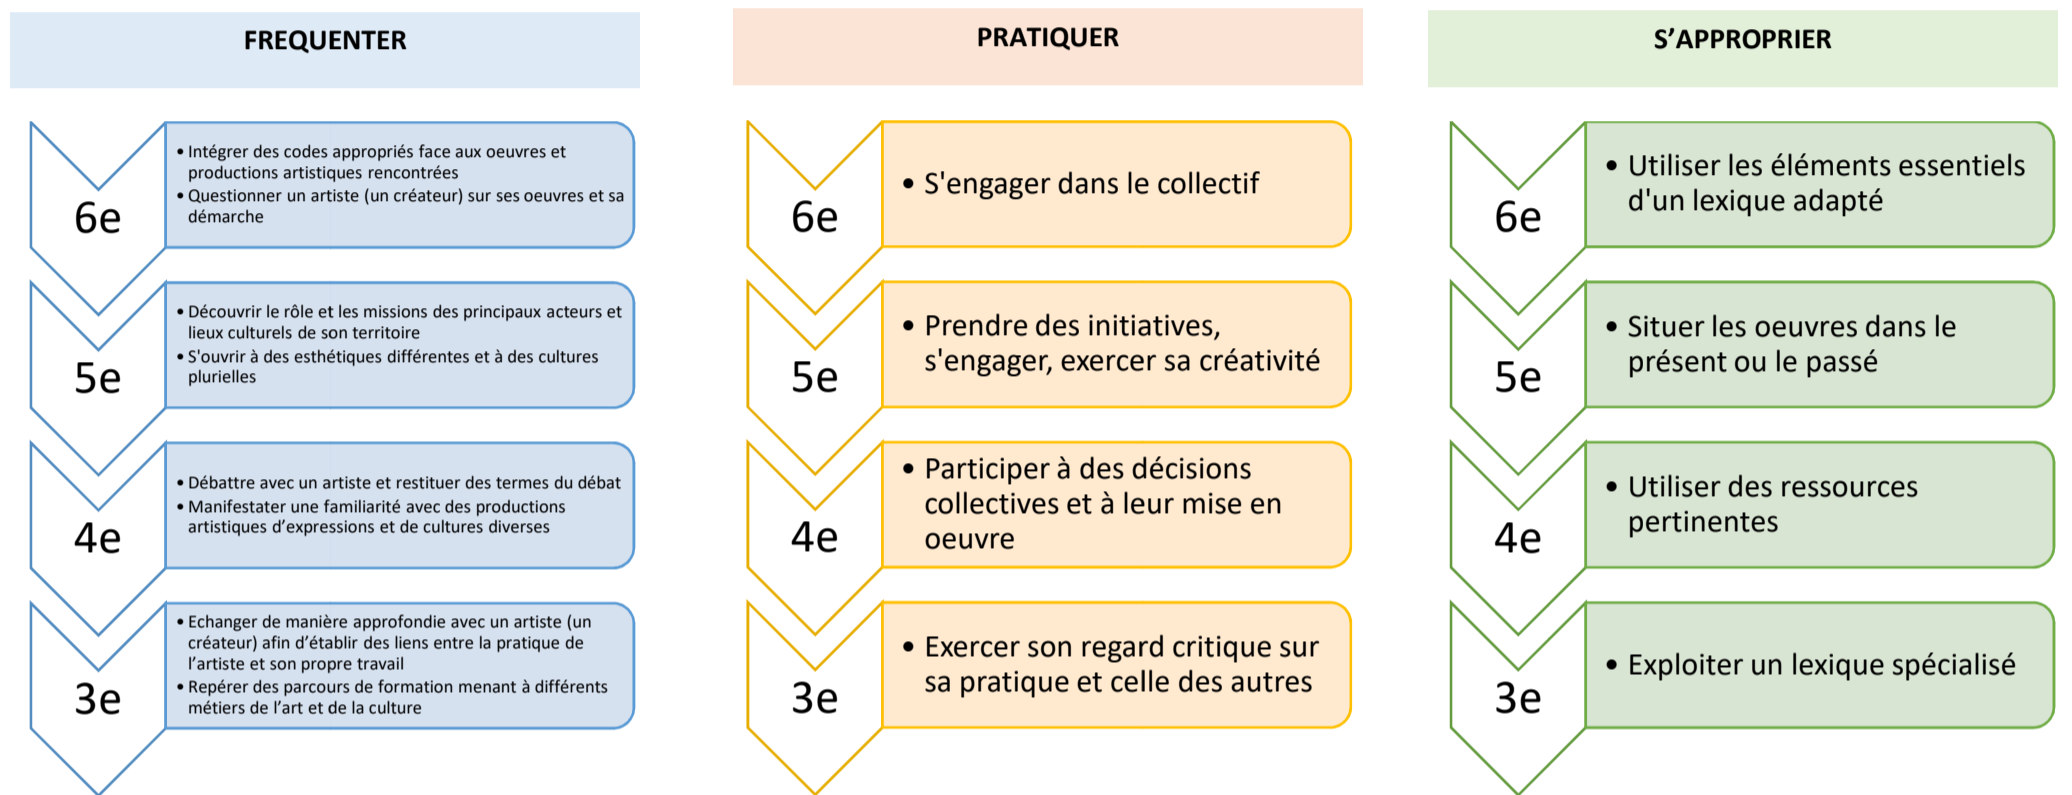 FREQUENTER
6e
• Intégrer des codes appropriés face aux oeuvres et
productions artistiques rencontrées
• Questionner un artiste (un créateur) sur ses oeuvres et sa
démarche
5e
• Découvrir le rôle et les missions des principaux acteurs et
lieux culturels de son territoire
• S'ouvrir à des esthétiques différentes et à des cultures
plurielles
4e
• Débattre avec un artiste et restituer des termes du débat
• Manifestater une familiarité avec des productions
artistiques d’expressions et de cultures diverses
3e
• Echanger de manière approfondie avec un artiste (un
créateur) afin d’établir des liens entre la pratique de
l’artiste et son propre travail
• Repérer des parcours de formation menant à différents
métiers de l’art et de la culture
PRATIQUER
6e
• S'engager dans le collectif
5e
• Prendre des initiatives,
s'engager, exercer sa créativité
4e
• Participer à des décisions
collectives et à leur mise en
oeuvre
3e
• Exercer son regard critique sur
sa pratique et celle des autres
S’APPROPRIER
6e
• Utiliser les éléments essentiels
d'un lexique adapté
5e
• Situer les oeuvres dans le
présent ou le passé
4e
• Utiliser des ressources
pertinentes
3e
• Exploiter un lexique spécialisé